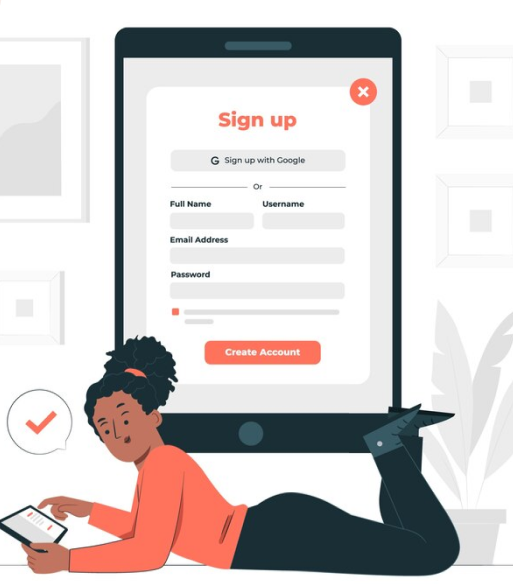 Sign up
G Sign up with Google
Or
Full Name Username
Email Address
Password
Create Account